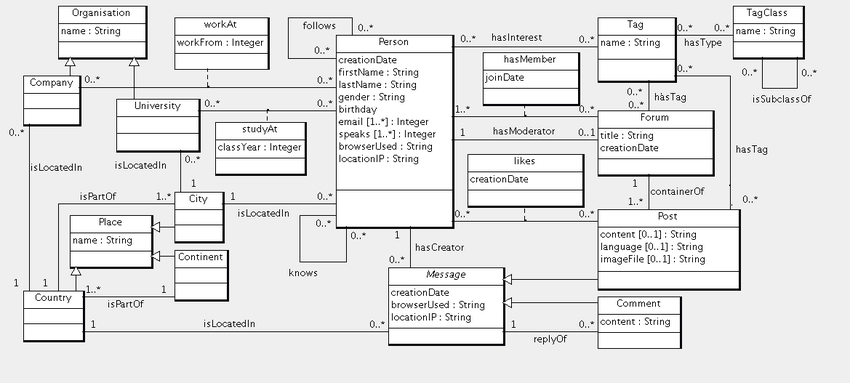 Organisation
name : String
workAt
workFrom : Integer
follows
0..*
0..*
Person
creationDate
firstName : String
lastName : String
gender : String
birthday
email [1..*] : Integer
speaks [1..*] : Integer
browserUsed : String
locationIP : String
0..*
hasInterest
0..*
Tag
name : String
0..*
0..*
hasType
TagClass
name : String
0..*
0..*
isSubclassOf
Company
0..*
0..*
0..*
University
0..*
0..*
studyAt
classYear : Integer
hasMember
joinDate
0..*
hasTag
0..*
0..*
1..*
0..*
Forum
title : String
creationDate
1
hasModerator
0..1
hasTag
isLocatedIn
isLocatedIn
0..*
1
likes
creationDate
1
containerOf
1..*
0..*
isPartOf
1..*
City
1
isLocatedIn
0..*
0..*
0..*
Post
content [0..1] : String
language [0..1] : String
imageFile [0..1] : String
Place
name : String
0..*
knows
0..*
1
hasCreator
0..*
Continent
Message
creationDate
browserUsed : String
locationIP : String
1
1
Country
1..*
1
isPartOf
1
isLocatedIn
0..*
1
replyOf
0..*
Comment
content : String